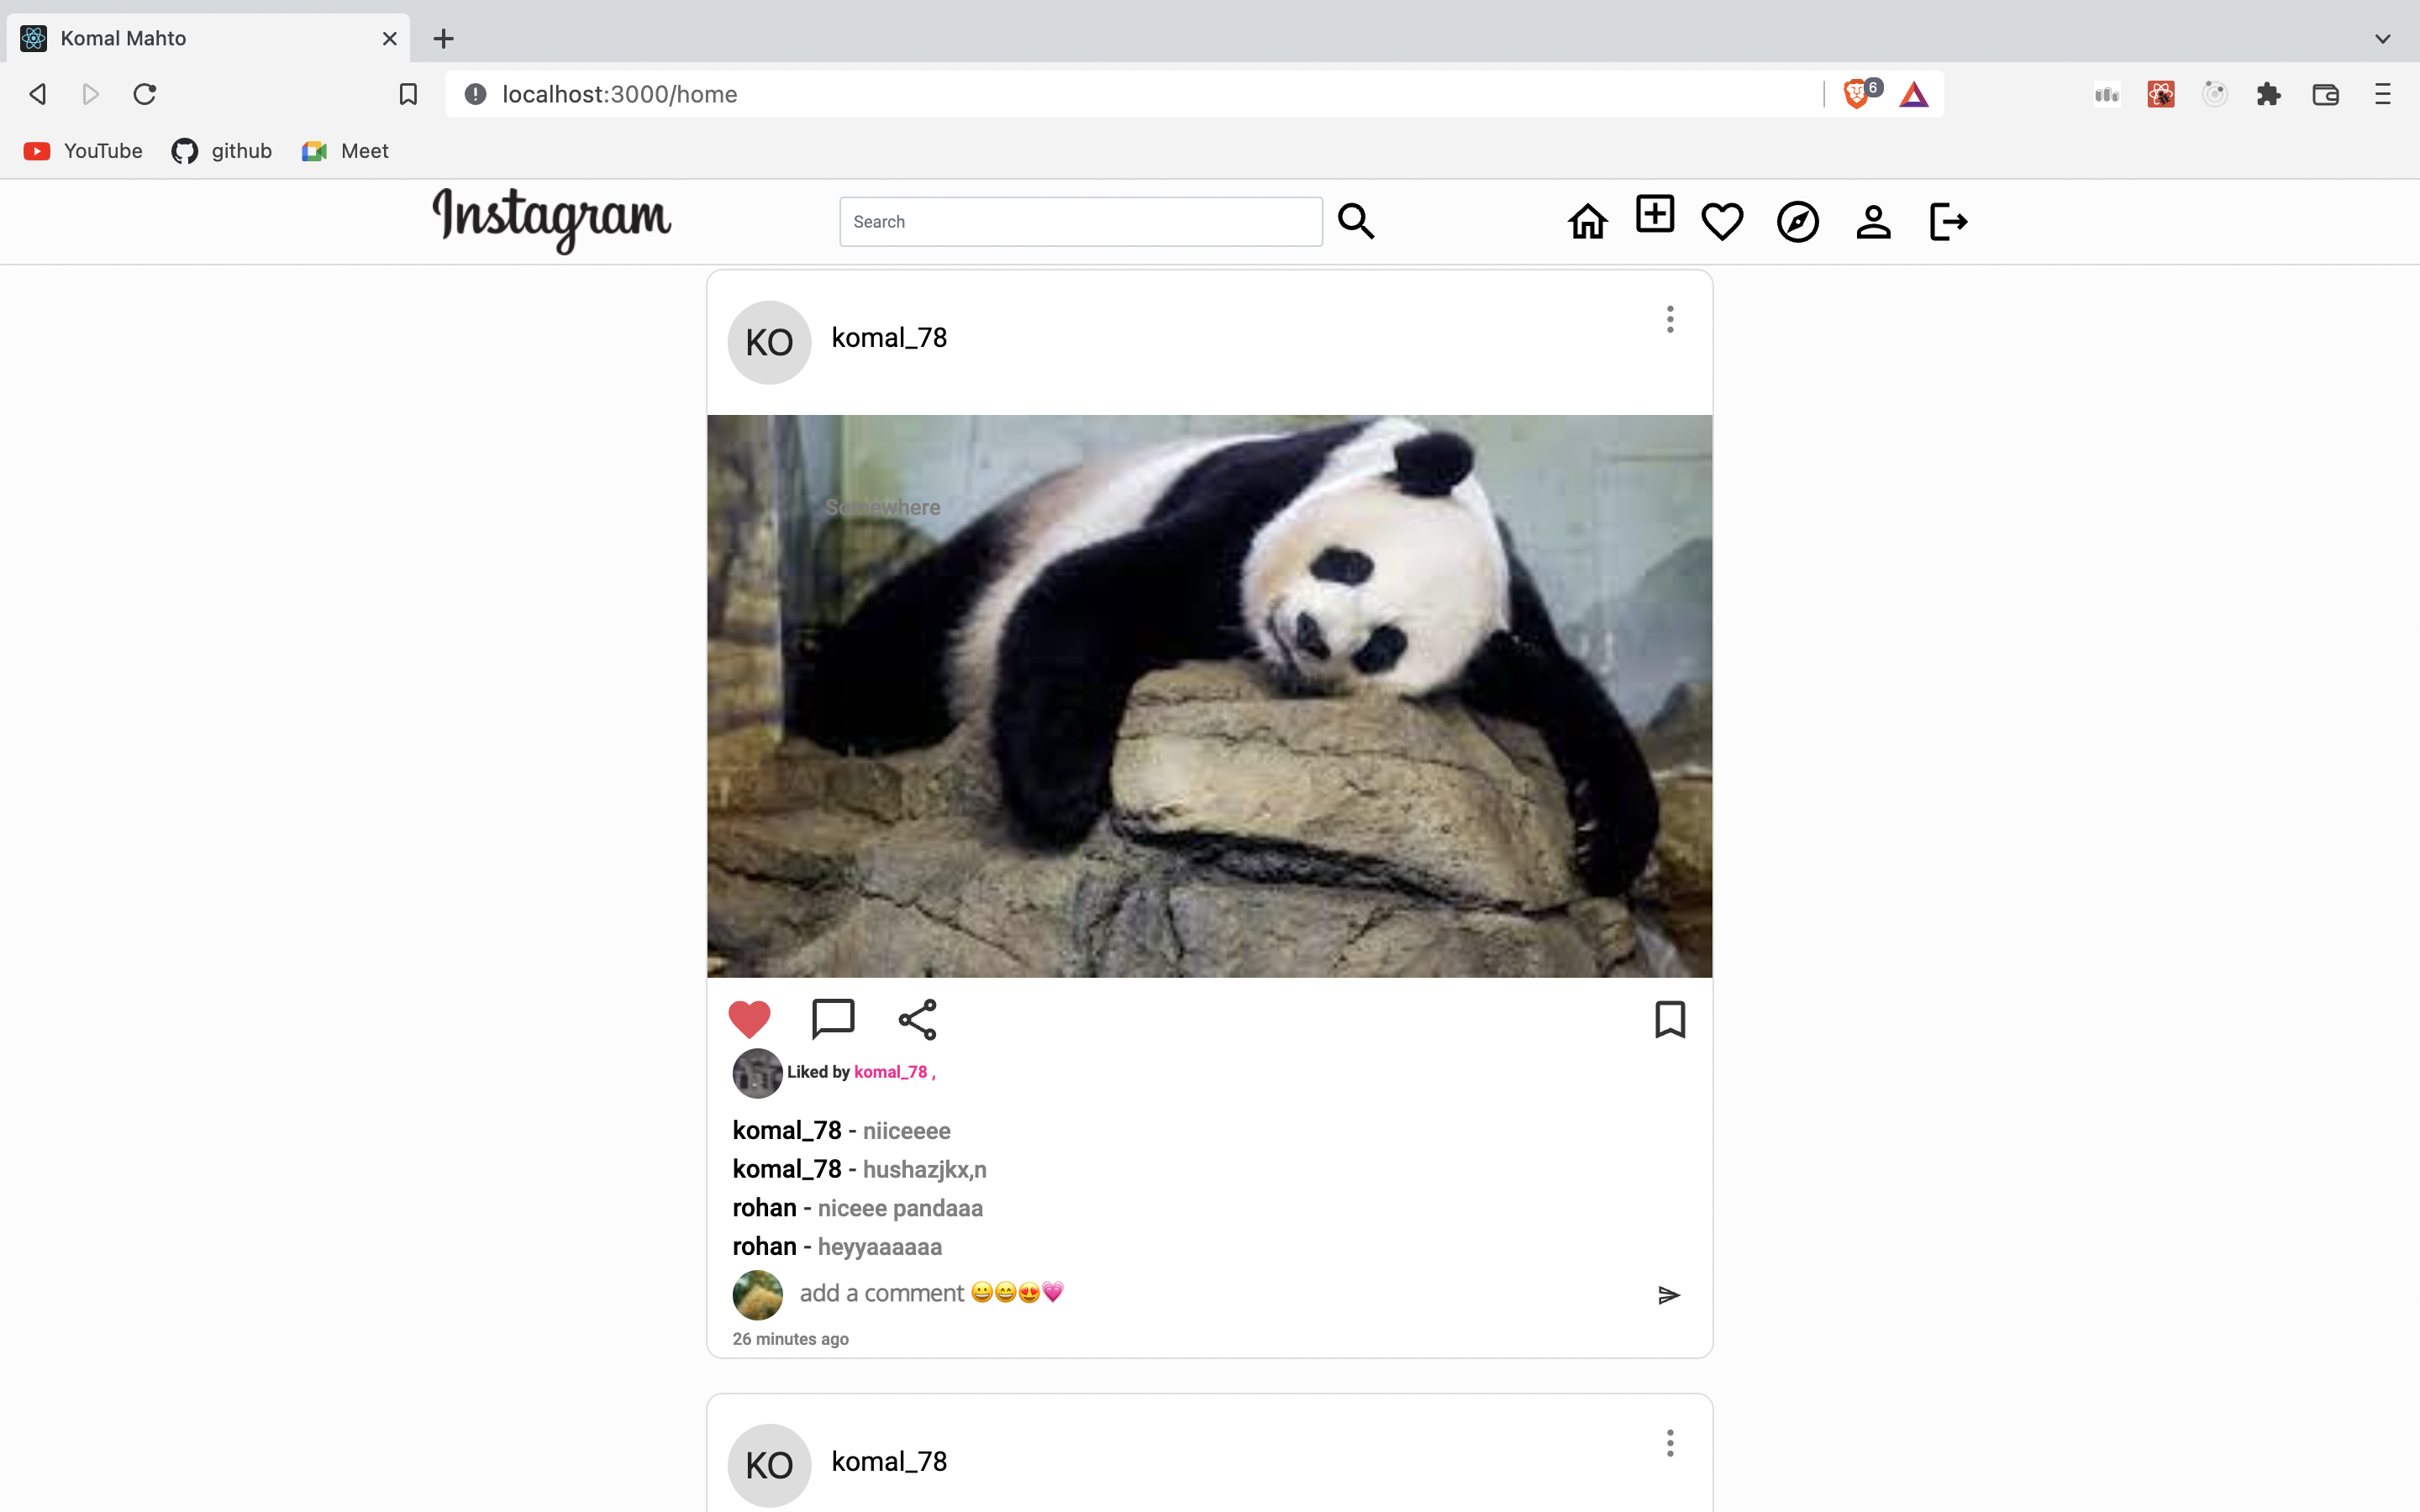 Komal Mahto
localhost:3000/home
6
YouTube
github
Meet
Instagram
Search
KO
komal_78
Somewhere
Liked by komal_78 ,
komal_78 - niiceeee
komal_78 - hushazjkx,n
rohan - niceee pandaaa
rohan - heyyaaaaaa
add a comment 😀😄😍💗
26 minutes ago
KO
komal_78